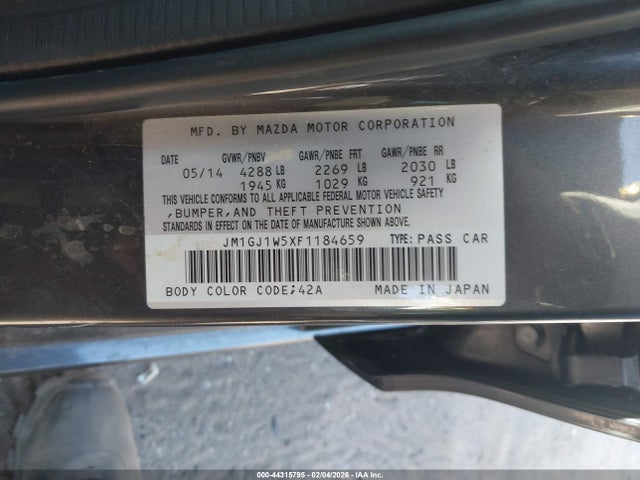 MFD. BY MAZDA MOTOR CORPORATION
DATE GVWR/PNBV GAWR/PNBE FRT GAWR/PNBE RR
05/14 4288 LB 2269 LB 2030 LB
1945 KG 1029 KG 921 KG
THIS VEHICLE CONFORMS TO ALL APPLICABLE FEDERAL MOTOR VEHICLE SAFETY
,BUMPER,AND THEFT PREVENTION
STANDARDS IN EFFECT ON THE DATE OF MANUFACTURE SHOWN ABOVE.
JM1GJ1W5XF1184659 TYPE: PASS CAR
BODY COLOR CODE;42A MADE IN JAPAN
000-44315795 - 02/04/2026 - IAAI.com